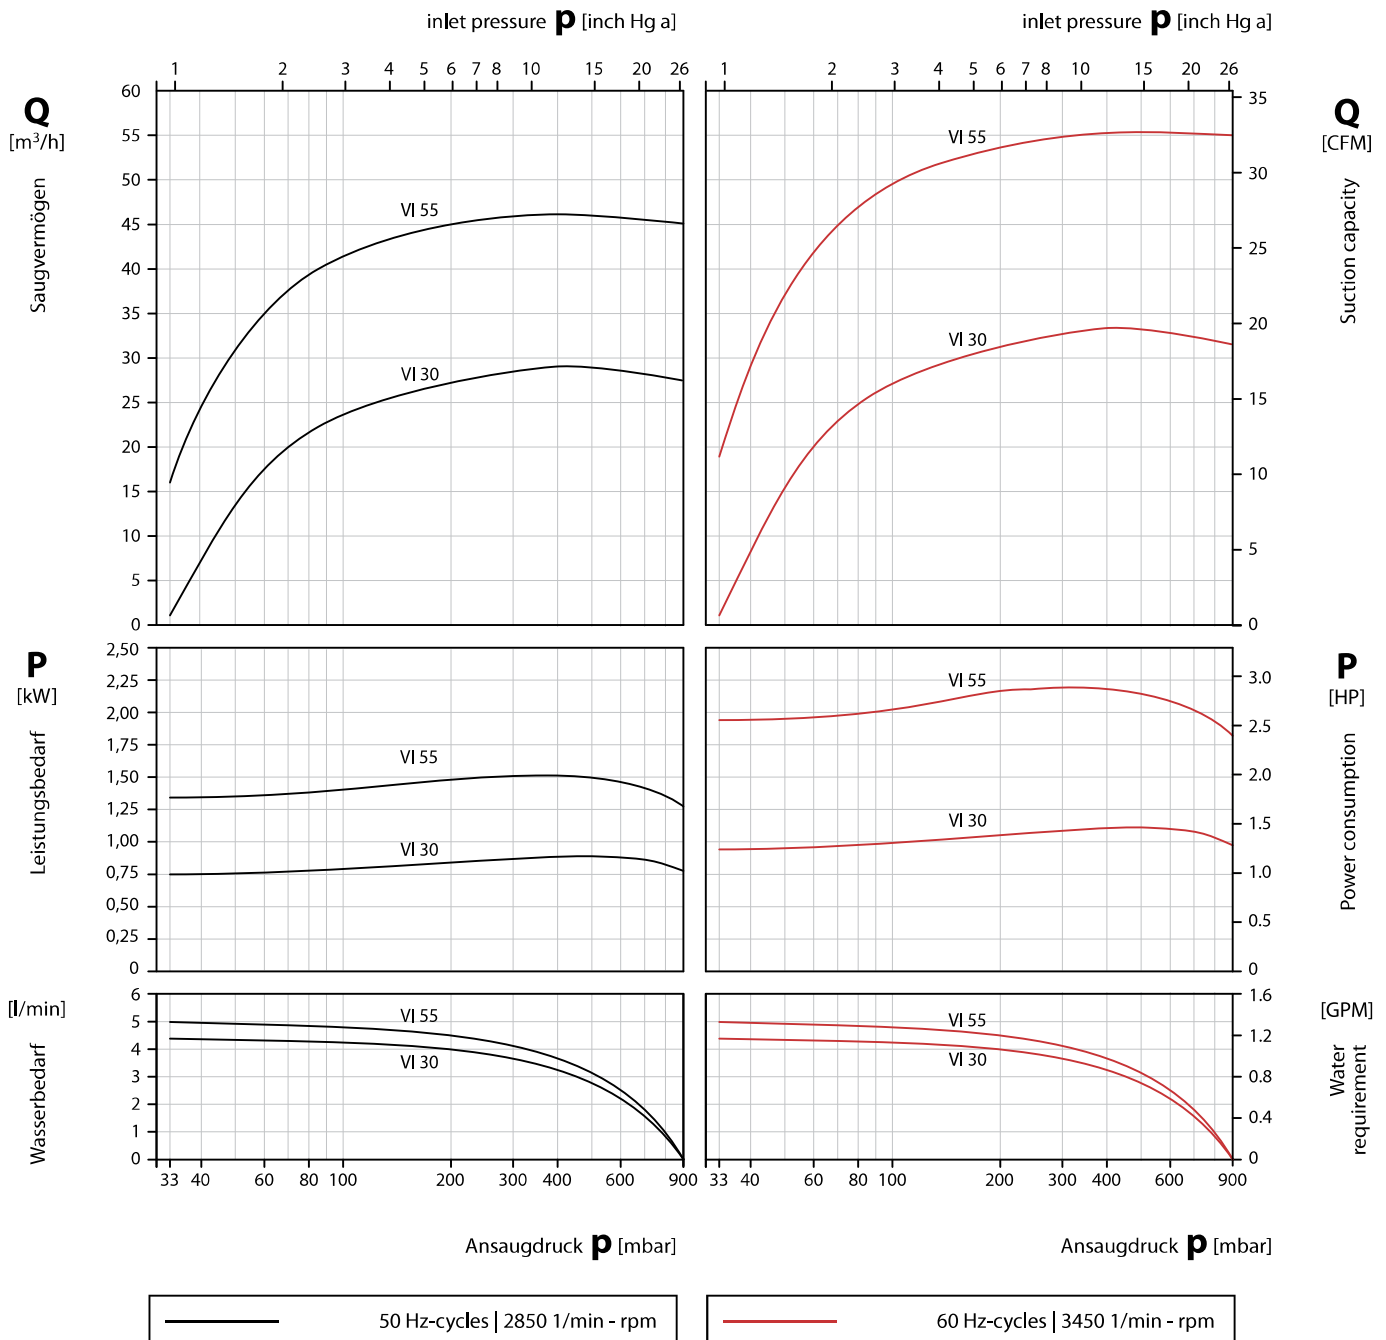 inlet pressure p [inch Hg a]
inlet pressure p [inch Hg a]
1 2 3 4 5 6 7 8 10 15 20 26
1 2 3 4 5 6 7 8 10 15 20 26
Q
[m³/h]
Saugvermögen
60
55
50
45
40
35
30
25
20
15
10
5
0
VI 55
VI 30
VI 55
VI 30
35
30
25
20
15
10
5
0
Q
[CFM]
Suction capacity
P
[kW]
Leistungsbedarf
2,50
2,25
2,00
1,75
1,50
1,25
1,00
0,75
0,50
0,25
0
VI 55
VI 30
VI 55
VI 30
3.0
2.5
2.0
1.5
1.0
0.5
0
P
[HP]
Power consumption
[l/min]
Wasserbedarf
6
5
4
3
2
1
0
VI 55
VI 30
VI 55
VI 30
1.6
1.2
0.8
0.4
0
[GPM]
Water
requirement
33 40 60 80 100 200 300 400 600 900
33 40 60 80 100 200 300 400 600 900
Ansaugdruck p [mbar]
Ansaugdruck p [mbar]
50 Hz-cycles | 2850 1/min - rpm
60 Hz-cycles | 3450 1/min - rpm